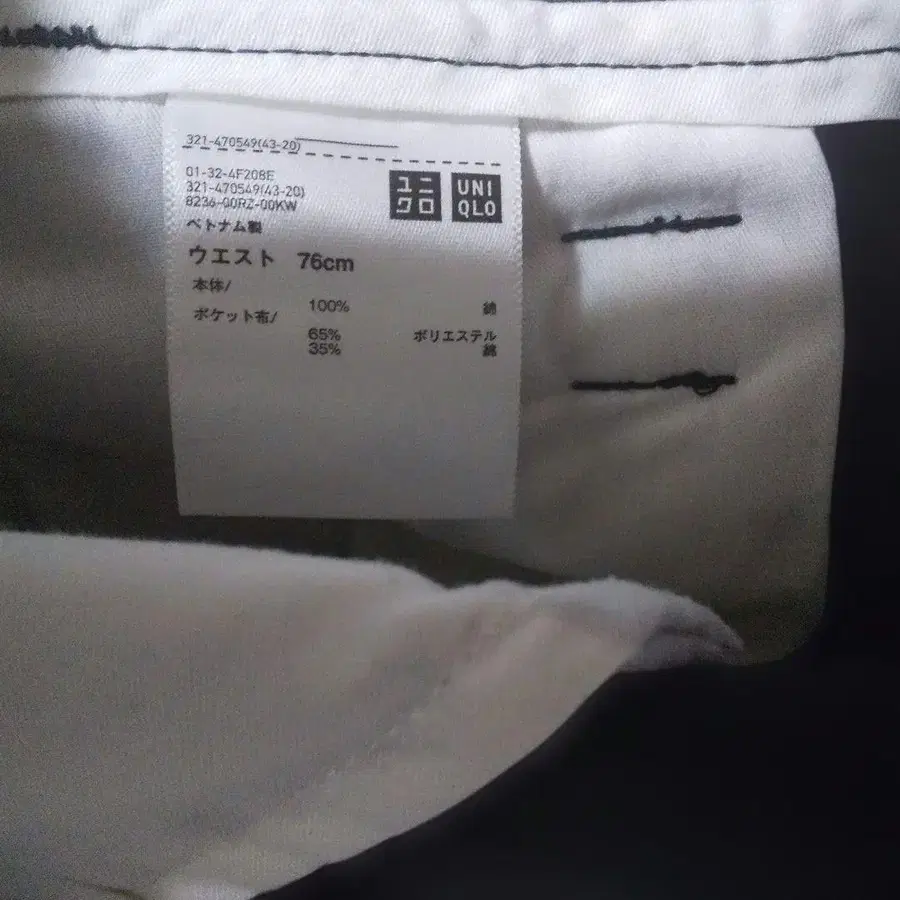 321-470549(43-20)
01-32-4F208E
321-470549(43-20)
8236-00RZ-00KW
ユニ
クロ
UNI
QLO
ベトナム製
ウエスト 76cm
本体/
100% 綿
ポケット布/
65% ポリエステル
35% 綿